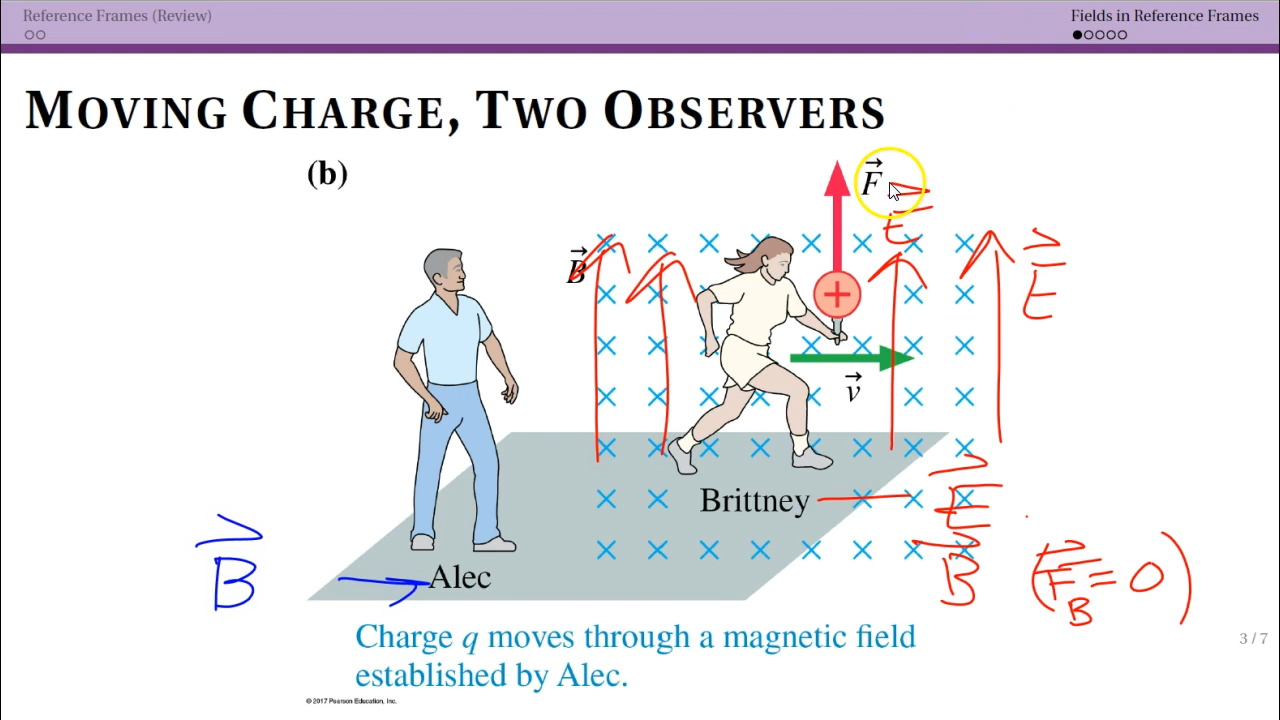 Reference Frames (Review)
Fields in Reference Frames
MOVING CHARGE, TWO OBSERVERS
(b)
F
E
B
E
v
Brittney
E
B
B (F_B = 0)
Alec
Charge q moves through a magnetic field
established by Alec.
3 / 7
© 2017 Pearson Education, Inc.